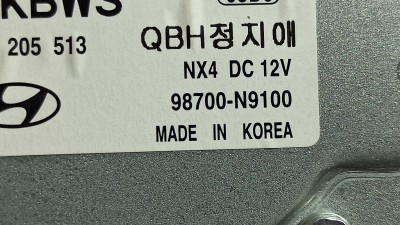 KBWS
205 513
QBH정지애
NX4 DC 12V
98700-N9100
MADE IN KOREA